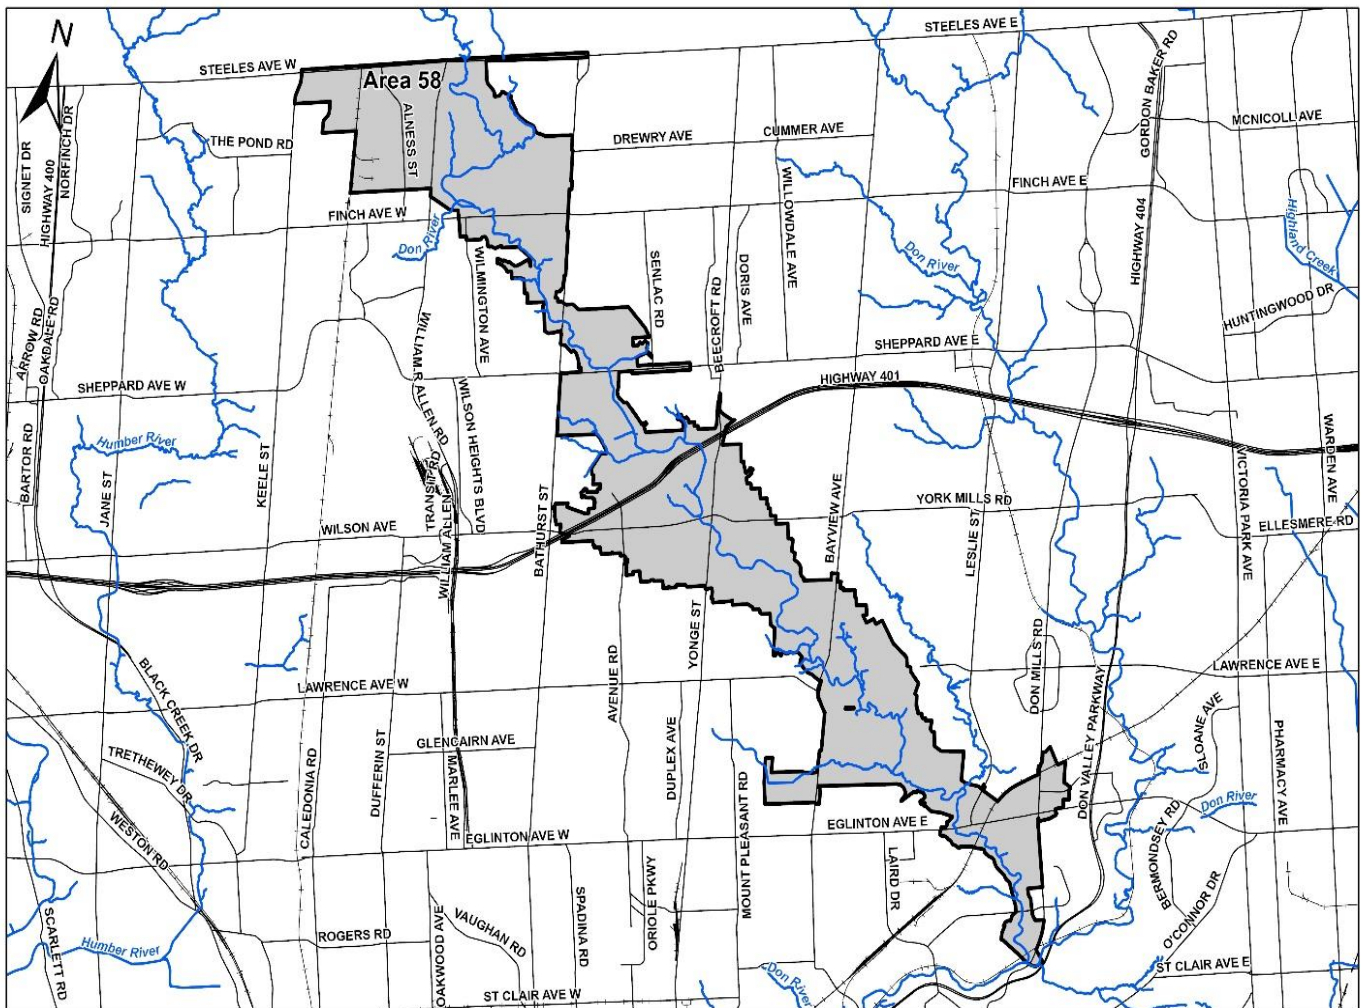 N
STEELES AVE E
STEELES AVE W
Area 58
GORDON BAKER RD
SIGNET DR
HIGHWAY 400
NORFINCH DR
THE POND RD
ALNESS ST
DREWRY AVE
CUMMER AVE
MCNICOLL AVE
FINCH AVE W
FINCH AVE E
WILLOWDALE AVE
HIGHWAY 404
Highland Creek
Don River
Don River
WILMINGTON AVE
SENLAC RD
BEECROFT RD
DORIS AVE
HUNTINGWOOD DR
ARROW RD
OAKDALE RD
WILLIAM R ALLEN RD
SHEPPARD AVE E
SHEPPARD AVE W
HIGHWAY 401
WILSON HEIGHTS BLVD
BARTOR RD
Humber River
JANE ST
KEELE ST
TRANSIT RD
WILLIAM ALLEN
BATHURST ST
BAYVIEW AVE
YORK MILLS RD
LESLIE ST
VICTORIA PARK AVE
WARDEN AVE
ELLESMERE RD
WILSON AVE
YONGE ST
AVENUE RD
DON MILLS RD
LAWRENCE AVE E
LAWRENCE AVE W
BLACK CREEK DR
DON VALLEY PARKWAY
SLOANE AVE
PHARMACY AVE
TRETHEWEY DR
CALEDONIA RD
DUFFERIN ST
GLENCAIRN AVE
MARLEE AVE
DUPLEX AVE
MOUNT PLEASANT RD
Don River
WESTON RD
EGLINTON AVE W
EGLINTON AVE E
BERMONDSEY RD
LAIRD DR
O'CONNOR DR
SCARLETT RD
Humber River
ROGERS RD
OAKWOOD AVE
VAUGHAN RD
SPADINA RD
ORIOLE PKWY
Don River
ST CLAIR AVE W
ST CLAIR AVE E